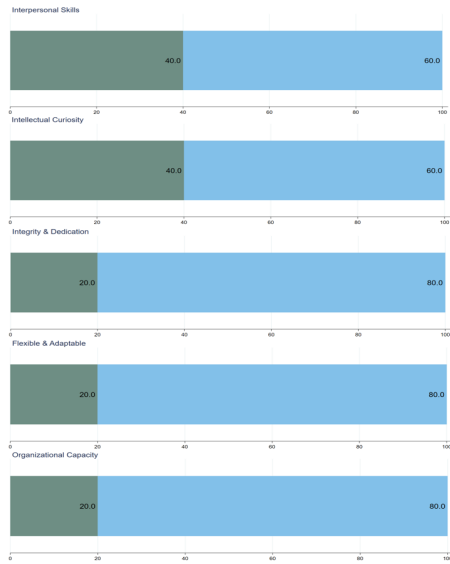 Interpersonal Skills
40.0 60.0
0 20 40 60 80 100
Intellectual Curiosity
40.0 60.0
0 20 40 60 80 100
Integrity & Dedication
20.0 80.0
0 20 40 60 80 100
Flexible & Adaptable
20.0 80.0
0 20 40 60 80 100
Organizational Capacity
20.0 80.0
0 20 40 60 80 100